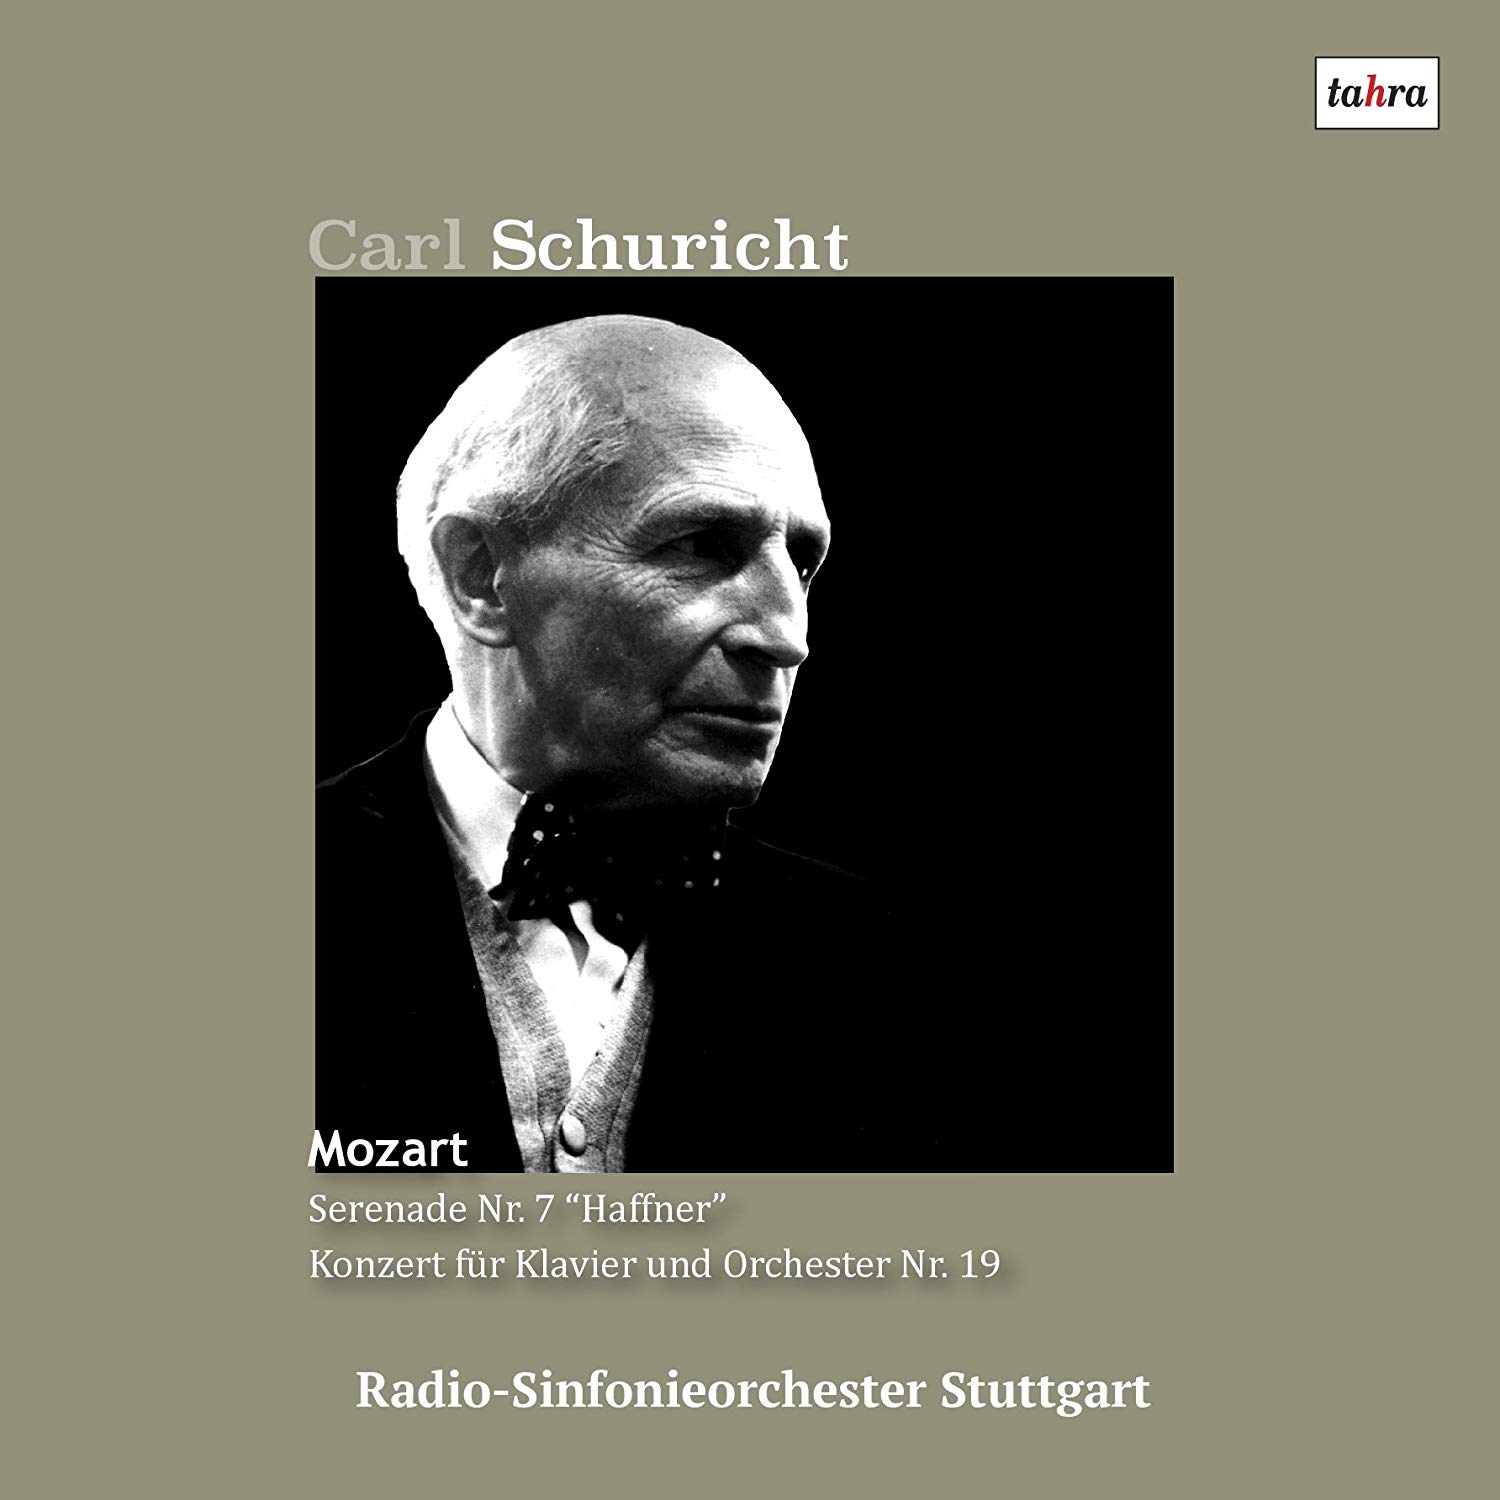 tahra
Carl Schuricht
Mozart
Serenade Nr. 7 “Haffner”
Konzert für Klavier und Orchester Nr. 19
Radio-Sinfonieorchester Stuttgart